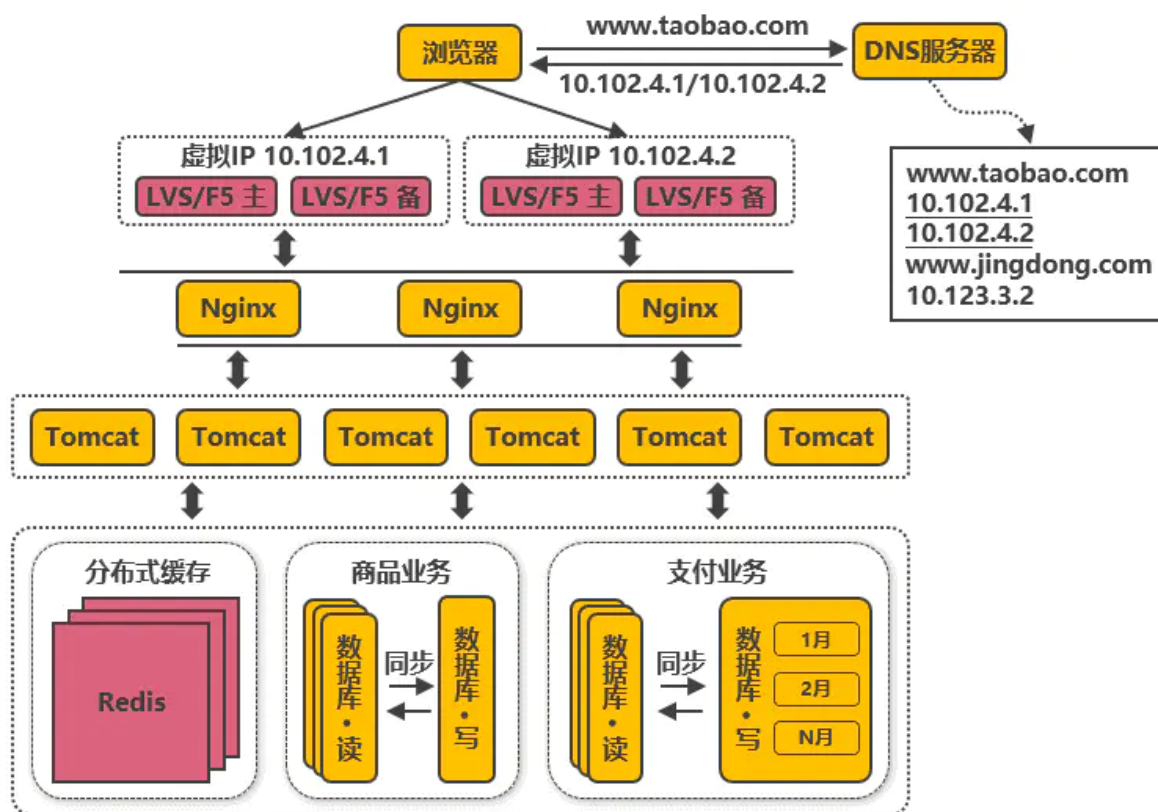 www.taobao.com
浏览器
DNS服务器
10.102.4.1/10.102.4.2
虚拟IP 10.102.4.1
LVS/F5 主
LVS/F5 备
虚拟IP 10.102.4.2
LVS/F5 主
LVS/F5 备
www.taobao.com
10.102.4.1
10.102.4.2
www.jingdong.com
10.123.3.2
Nginx
Nginx
Nginx
Tomcat
Tomcat
Tomcat
Tomcat
Tomcat
Tomcat
分布式缓存
Redis
商品业务
数据库·读
同步
数据库·写
支付业务
数据库·读
同步
数据库·写
1月
2月
N月